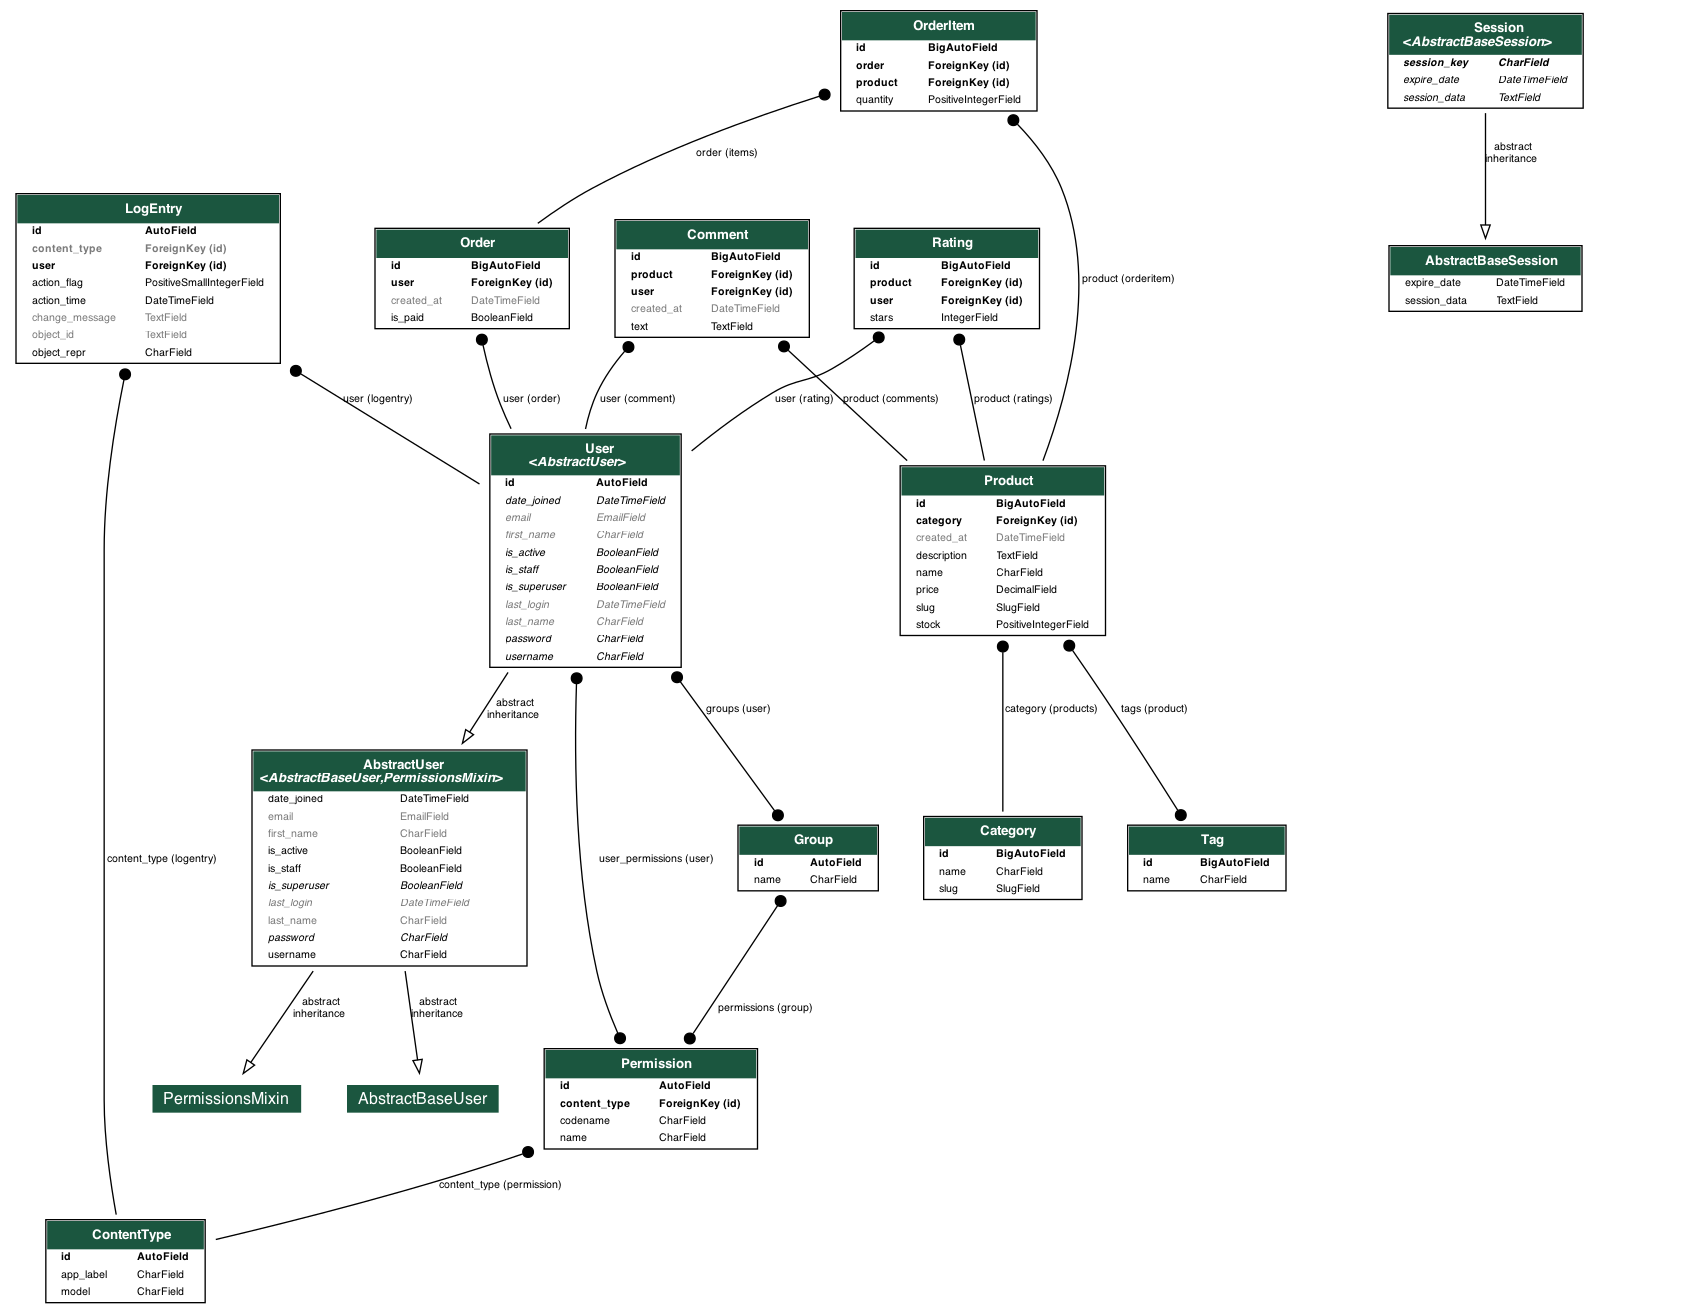 OrderItem
id BigAutoField
order ForeignKey (id)
product ForeignKey (id)
quantity PositiveIntegerField
Session
<AbstractBaseSession>
session_key CharField
expire_date DateTimeField
session_data TextField
order (items)
abstract
inheritance
LogEntry
id AutoField
content_type ForeignKey (id)
user ForeignKey (id)
action_flag PositiveSmallIntegerField
action_time DateTimeField
change_message TextField
object_id TextField
object_repr CharField
Order
id BigAutoField
user ForeignKey (id)
created_at DateTimeField
is_paid BooleanField
Comment
id BigAutoField
product ForeignKey (id)
user ForeignKey (id)
created_at DateTimeField
text TextField
Rating
id BigAutoField
product ForeignKey (id)
user ForeignKey (id)
stars IntegerField
product (orderitem)
AbstractBaseSession
expire_date DateTimeField
session_data TextField
user (logentry)
user (order)
user (comment)
user (rating)
product (comments)
product (ratings)
User
<AbstractUser>
id AutoField
date_joined DateTimeField
email EmailField
first_name CharField
is_active BooleanField
is_staff BooleanField
is_superuser BooleanField
last_login DateTimeField
last_name CharField
password CharField
username CharField
Product
id BigAutoField
category ForeignKey (id)
created_at DateTimeField
description TextField
name CharField
price DecimalField
slug SlugField
stock PositiveIntegerField
abstract
inheritance
groups (user)
category (products)
tags (product)
AbstractUser
<AbstractBaseUser,PermissionsMixin>
date_joined DateTimeField
email EmailField
first_name CharField
is_active BooleanField
is_staff BooleanField
is_superuser BooleanField
last_login DateTimeField
last_name CharField
password CharField
username CharField
content_type (logentry)
user_permissions (user)
Group
id AutoField
name CharField
Category
id BigAutoField
name CharField
slug SlugField
Tag
id BigAutoField
name CharField
abstract
inheritance
abstract
inheritance
permissions (group)
PermissionsMixin
AbstractBaseUser
Permission
id AutoField
content_type ForeignKey (id)
codename CharField
name CharField
content_type (permission)
ContentType
id AutoField
app_label CharField
model CharField